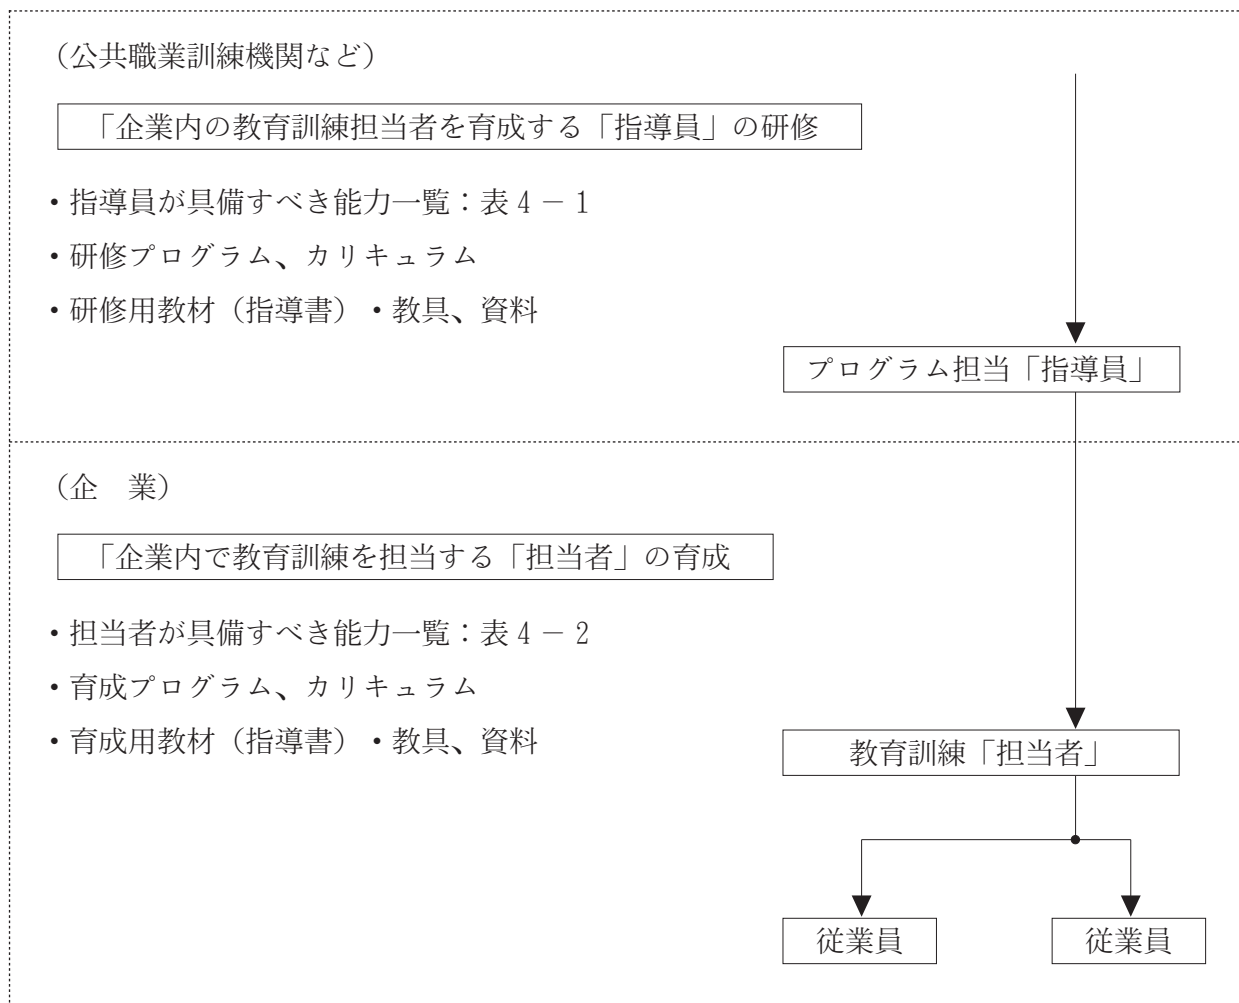 （公共職業訓練機関など）
「企業内の教育訓練担当者を育成する「指導員」の研修
・指導員が具備すべき能力一覧：表４－１
・研修プログラム、カリキュラム
・研修用教材（指導書）・教具、資料
プログラム担当「指導員」
（企　業）
「企業内で教育訓練を担当する「担当者」の育成
・担当者が具備すべき能力一覧：表４－２
・育成プログラム、カリキュラム
・育成用教材（指導書）・教具、資料
教育訓練「担当者」
従業員
従業員